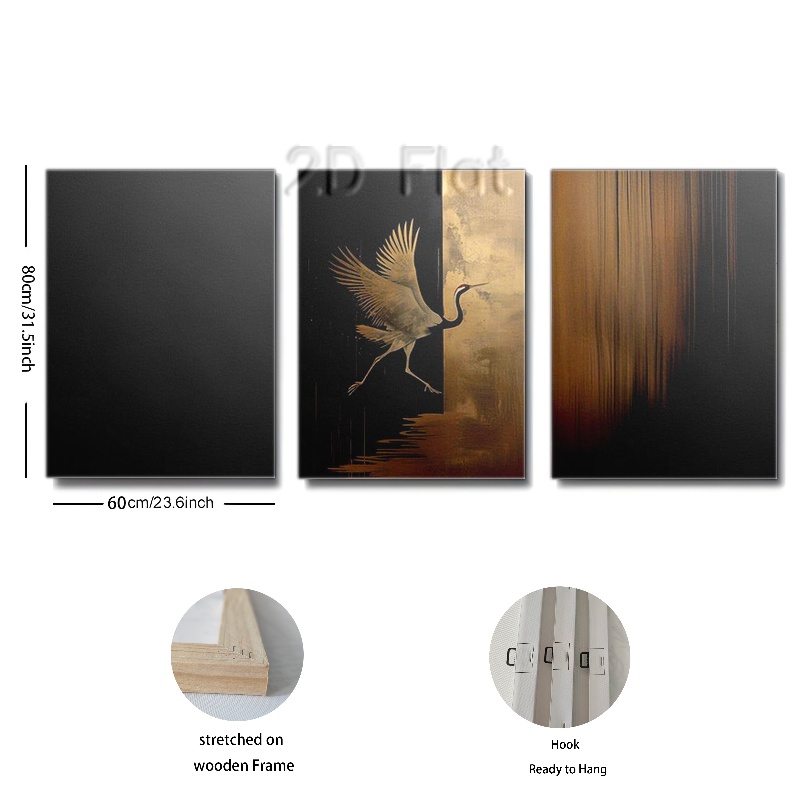 2D Flat
80cm/31.5inch
60cm/23.6inch
stretched on
wooden Frame
Hook
Ready to Hang